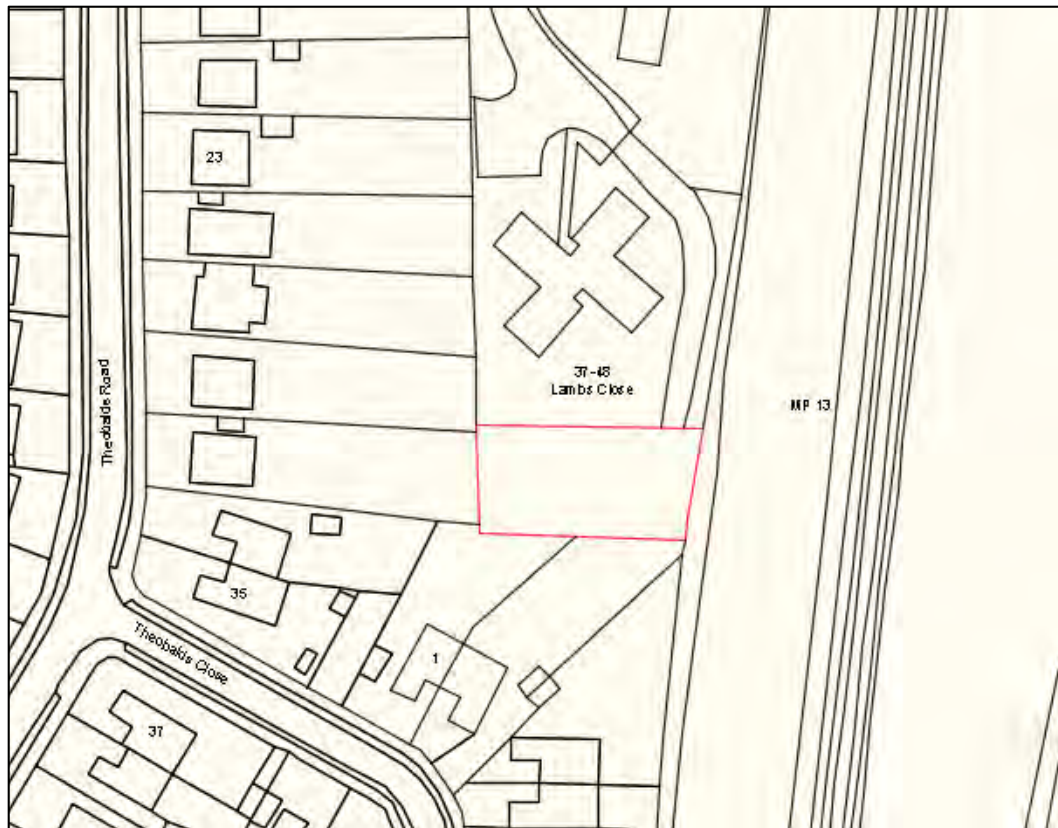 23
37-48
Lambs Close
MP 13
Theobalds Road
35
Theobalds Close
1
37